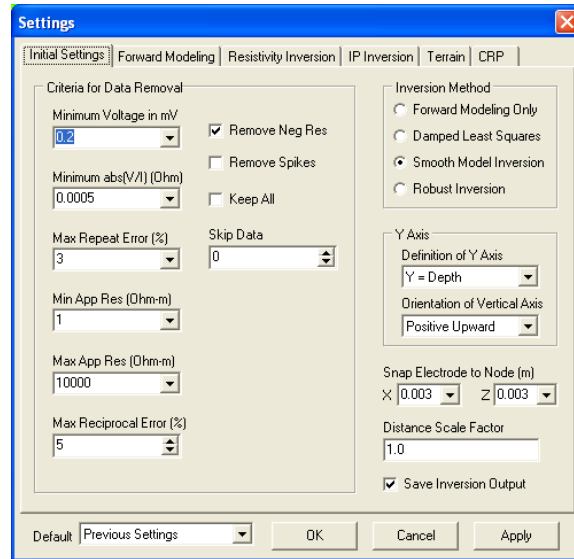 Settings
Initial Settings Forward Modeling Resistivity Inversion IP Inversion Terrain CRP
Criteria for Data Removal
Minimum Voltage in mV
0.2
Minimum abs(V/I) (Ohm)
0.0005
Max Repeat Error (%)
3
Min App Res (Ohm-m)
1
Max App Res (Ohm-m)
10000
Max Reciprocal Error (%)
5
Remove Neg Res
Remove Spikes
Keep All
Skip Data
0
Inversion Method
Forward Modeling Only
Damped Least Squares
Smooth Model Inversion
Robust Inversion
Y Axis
Definition of Y Axis
Y = Depth
Orientation of Vertical Axis
Positive Upward
Snap Electrode to Node (m)
X 0.003 Z 0.003
Distance Scale Factor
1.0
Save Inversion Output
Default Previous Settings OK Cancel Apply